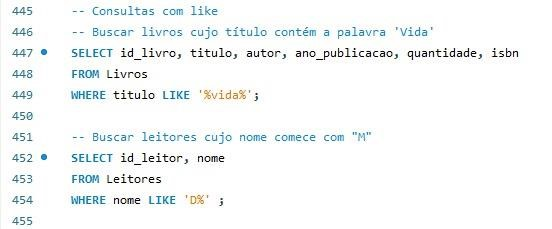 445 -- Consultas com like
446 -- Buscar livros cujo título contém a palavra 'Vida'
447 SELECT id_livro, titulo, autor, ano_publicacao, quantidade, isbn
448 FROM Livros
449 WHERE titulo LIKE '%vida%';
450
451 -- Buscar leitores cujo nome comece com "M"
452 SELECT id_leitor, nome
453 FROM Leitores
454 WHERE nome LIKE 'D%' ;
455